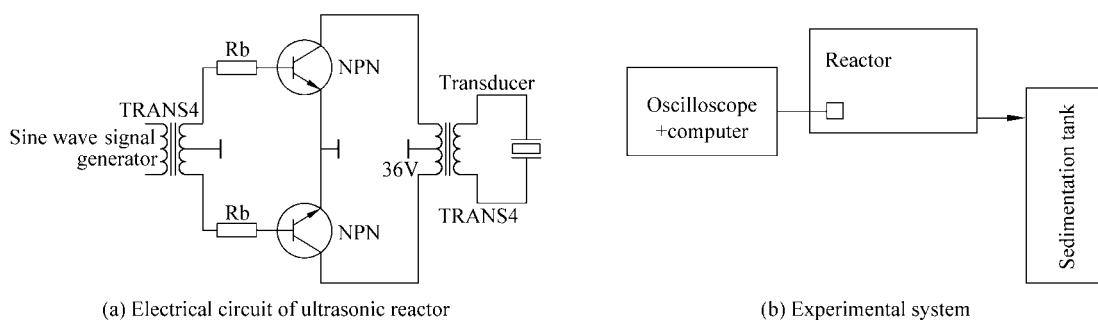 Rb
NPN
TRANS4
Sine wave signal
generator
Transducer
36V
TRANS4
Rb
NPN
(a) Electrical circuit of ultrasonic reactor
Reactor
Oscilloscope
+computer
Sedimentation tank
(b) Experimental system